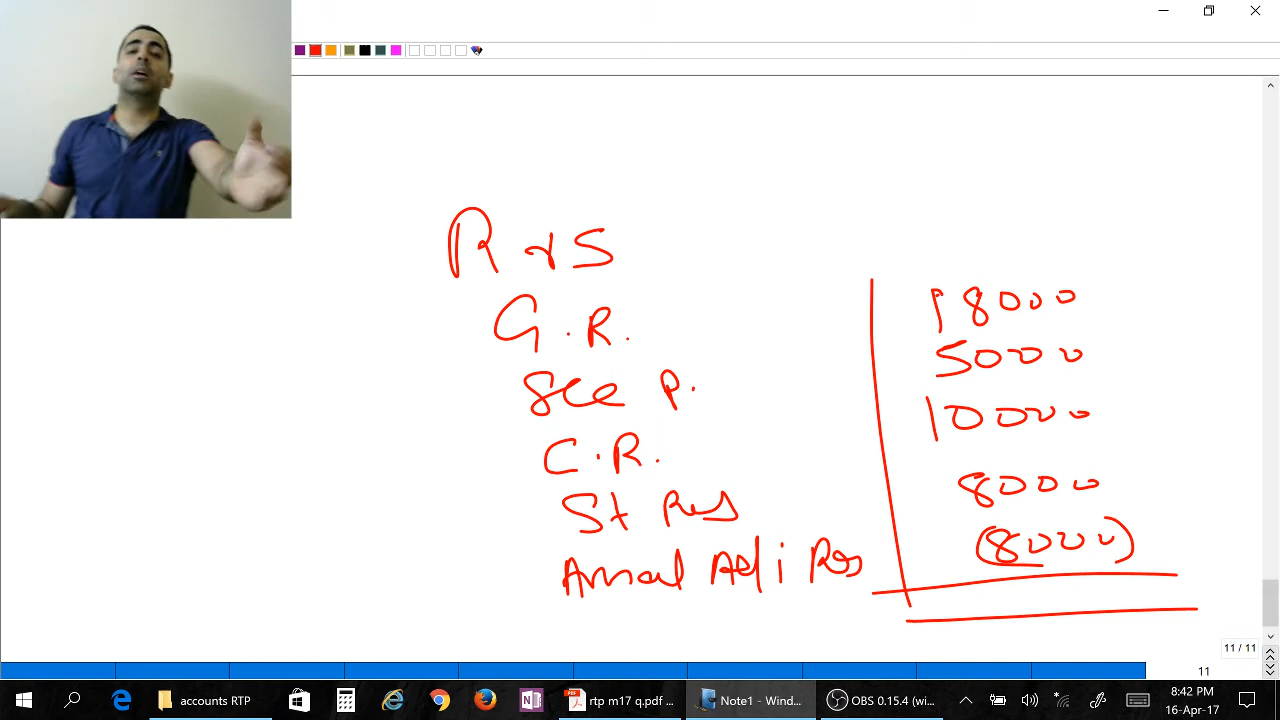 R & S
G.R. 18000
Sec P. 5000
C.R. 10000
St Res 8000
Amal Adj Res (8000)
11 / 11
11
accounts RTP
rtp m17 q.pdf ...
Note1 - Wind...
OBS 0.15.4 (wi...
8:42 PM
16-Apr-17